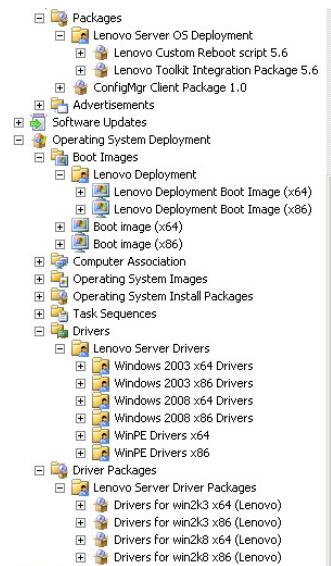 Packages
Lenovo Server OS Deployment
Lenovo Custom Reboot script 5.6
Lenovo Toolkit Integration Package 5.6
ConfigMgr Client Package 1.0
Advertisements
Software Updates
Operating System Deployment
Boot Images
Lenovo Deployment
Lenovo Deployment Boot Image (x64)
Lenovo Deployment Boot Image (x86)
Boot image (x64)
Boot image (x86)
Computer Association
Operating System Images
Operating System Install Packages
Task Sequences
Drivers
Lenovo Server Drivers
Windows 2003 x64 Drivers
Windows 2003 x86 Drivers
Windows 2008 x64 Drivers
Windows 2008 x86 Drivers
WinPE Drivers x64
WinPE Drivers x86
Driver Packages
Lenovo Server Driver Packages
Drivers for win2k3 x64 (Lenovo)
Drivers for win2k3 x86 (Lenovo)
Drivers for win2k8 x64 (Lenovo)
Drivers for win2k8 x86 (Lenovo)